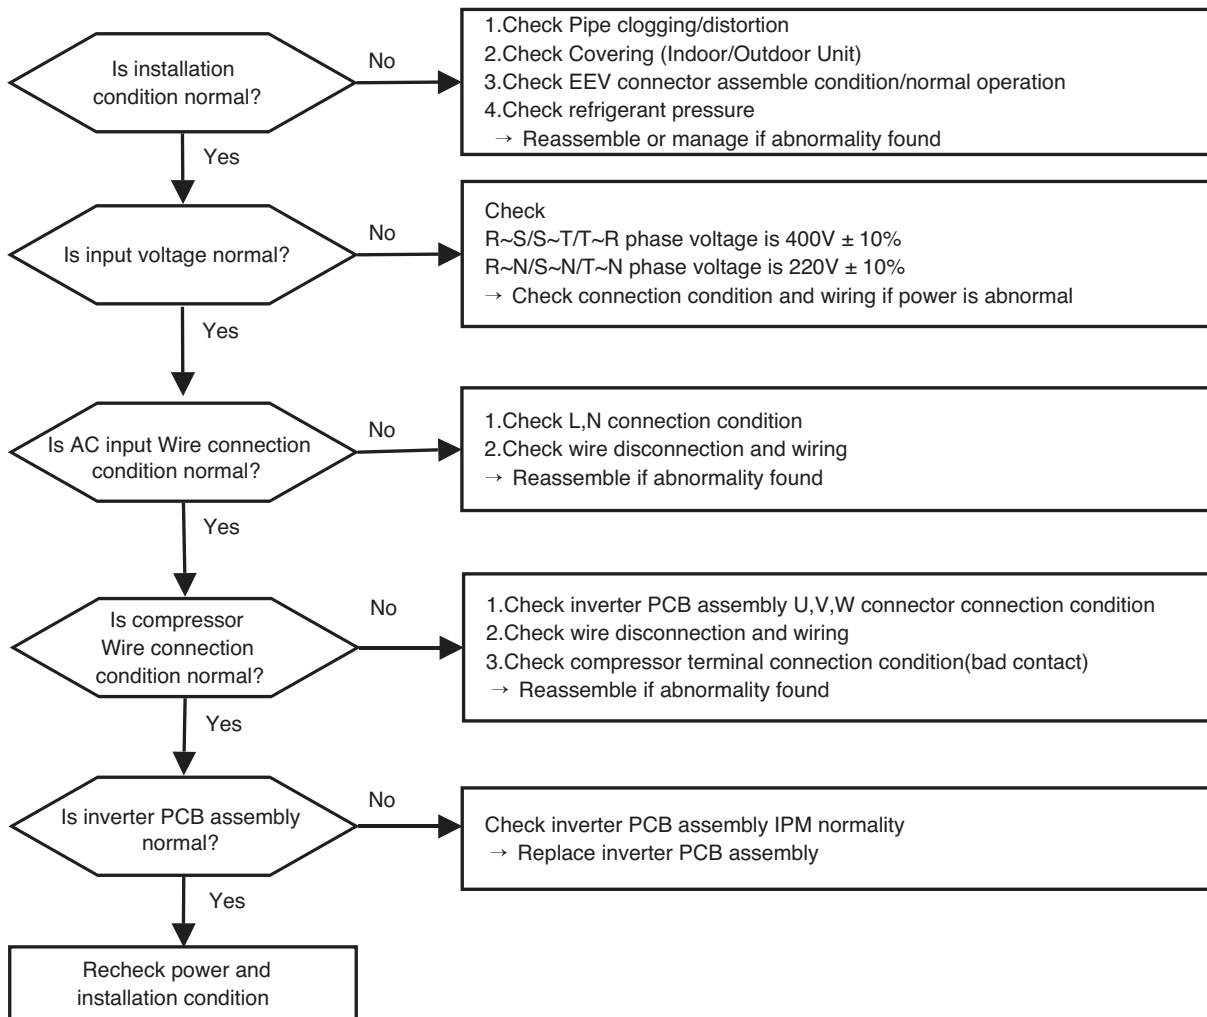 Is installation
condition normal?
No
1.Check Pipe clogging/distortion
2.Check Covering (Indoor/Outdoor Unit)
3.Check EEV connector assemble condition/normal operation
4.Check refrigerant pressure
→ Reassemble or manage if abnormality found
Yes
Is input voltage normal?
No
Check
R~S/S~T/T~R phase voltage is 400V ± 10%
R~N/S~N/T~N phase voltage is 220V ± 10%
→ Check connection condition and wiring if power is abnormal
Yes
Is AC input Wire connection
condition normal?
No
1.Check L,N connection condition
2.Check wire disconnection and wiring
→ Reassemble if abnormality found
Yes
Is compressor
Wire connection
condition normal?
No
1.Check inverter PCB assembly U,V,W connector connection condition
2.Check wire disconnection and wiring
3.Check compressor terminal connection condition(bad contact)
→ Reassemble if abnormality found
Yes
Is inverter PCB assembly
normal?
No
Check inverter PCB assembly IPM normality
→ Replace inverter PCB assembly
Yes
Recheck power and
installation condition